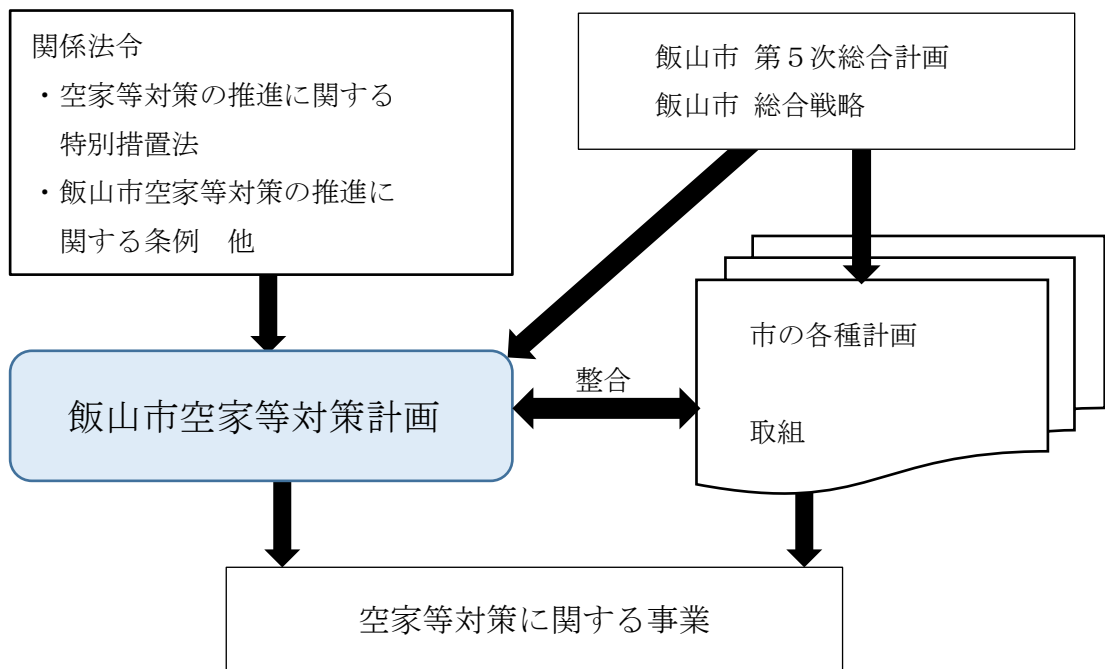 関係法令
・空家等対策の推進に関する
特別措置法
・飯山市空家等対策の推進に
関する条例　他
飯山市 第５次総合計画
飯山市 総合戦略
市の各種計画
取組
整合
飯山市空家等対策計画
空家等対策に関する事業